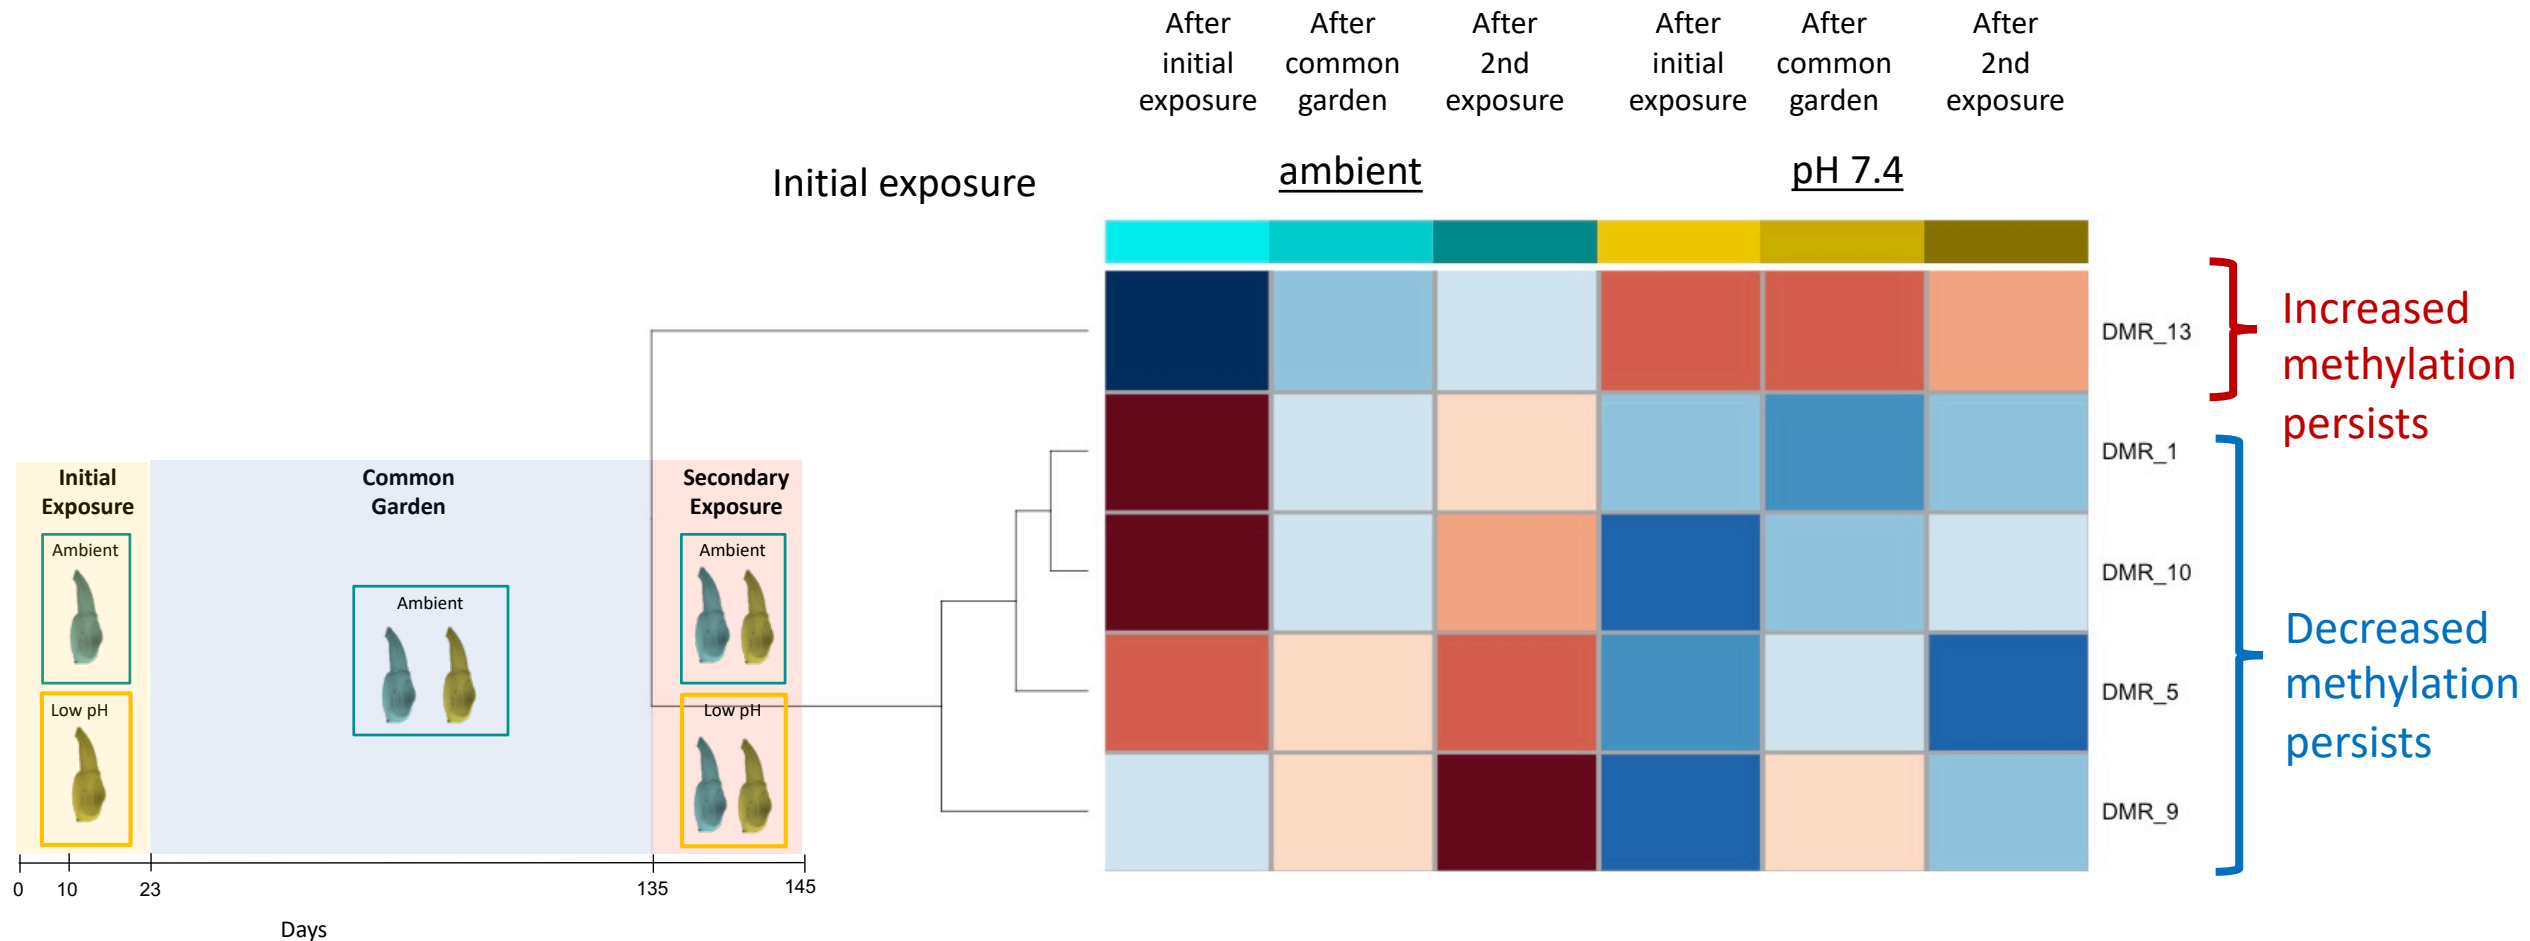 After
initial
exposure
After
common
garden
After
2nd
exposure
After
initial
exposure
After
common
garden
After
2nd
exposure
Initial exposure
ambient
pH 7.4
DMR_13
DMR_1
DMR_10
DMR_5
DMR_9
Increased
methylation
persists
Decreased
methylation
persists
Initial
Exposure
Ambient
Low pH
Common
Garden
Ambient
Secondary
Exposure
Ambient
Low pH
0 10 23 135 145
Days